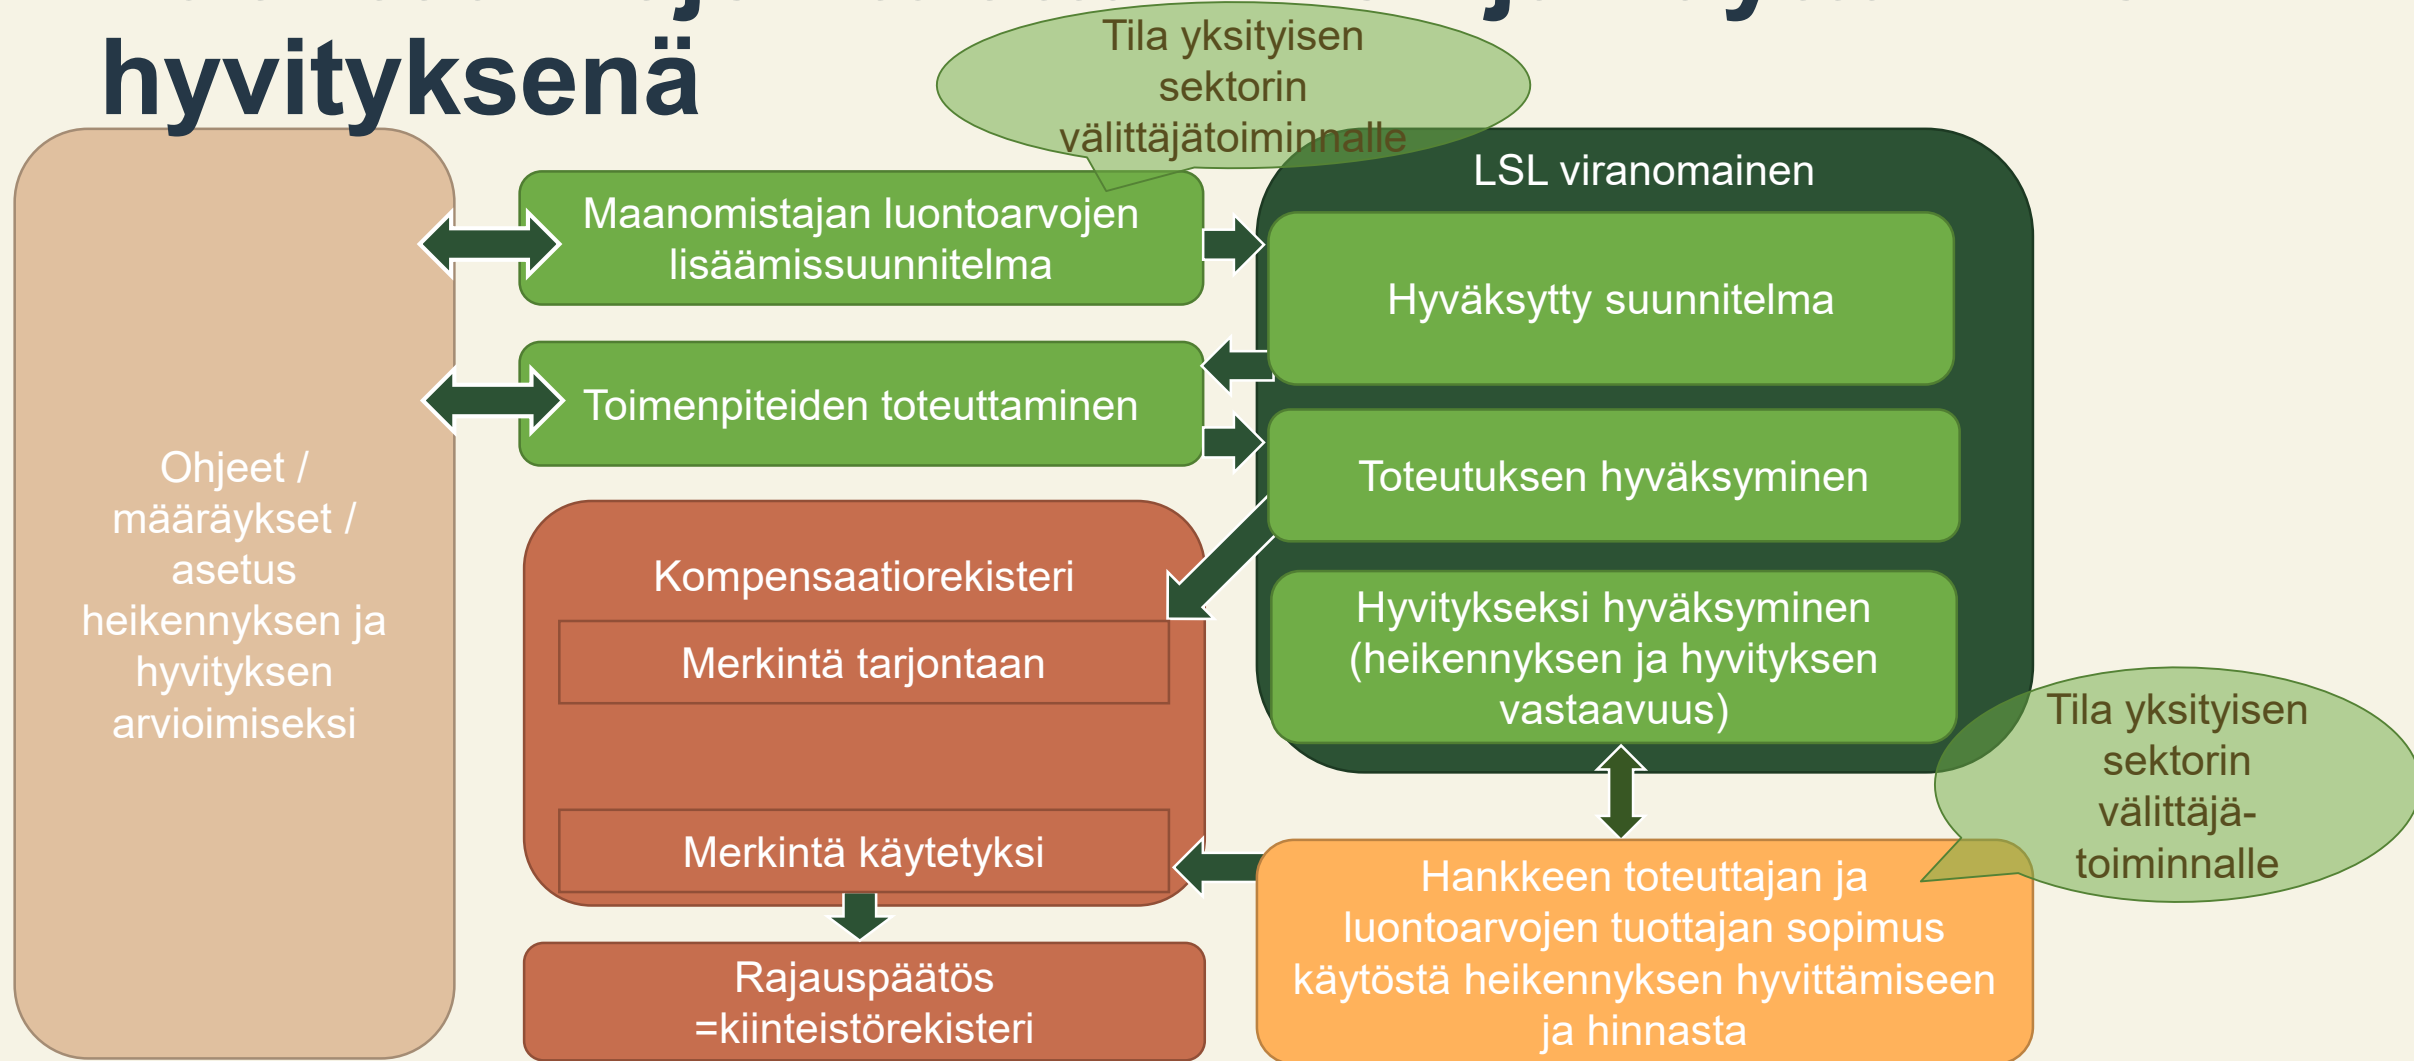 hyvityksenä
Tila yksityisen
sektorin
välittäjätoiminnalle
LSL viranomainen
Maanomistajan luontoarvojen
lisäämissuunnitelma
Hyväksytty suunnitelma
Toimenpiteiden toteuttaminen
Toteutuksen hyväksyminen
Ohjeet /
määräykset /
asetus
heikennyksen ja
hyvityksen
arvioimiseksi
Kompensaatiorekisteri
Merkintä tarjontaan
Merkintä käytetyksi
Hyvitykseksi hyväksyminen
(heikennyksen ja hyvityksen
vastaavuus)
Tila yksityisen
sektorin
välittäjä-
toiminnalle
Hankkeen toteuttajan ja
luontoarvojen tuottajan sopimus
käytöstä heikennyksen hyvittämiseen
ja hinnasta
Rajauspäätös
=kiinteistörekisteri